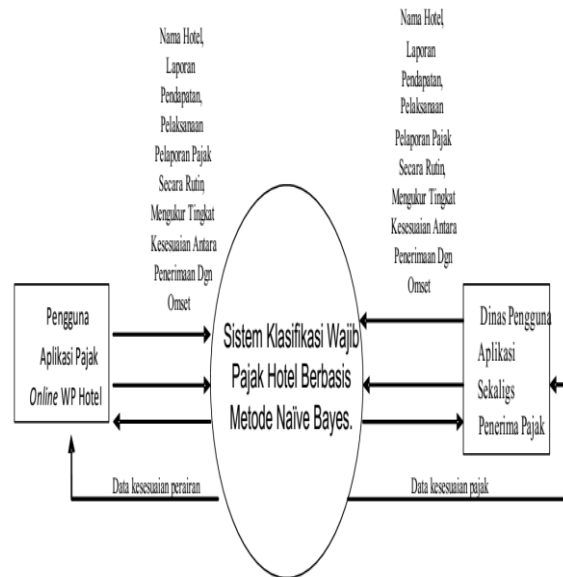 Nama Hotel,
Laporan
Pendapatan,
Pelaksanaan
Pelaporan Pajak
Secara Rutin,
Mengukur Tingkat
Kesesuaian Antara
Penerimaan Dgn
Omset
Nama Hotel,
Laporan
Pendapatan,
Pelaksanaan
Pelaporan Pajak
Secara Rutin,
Mengukur Tingkat
Kesesuaian Antara
Penerimaan Dgn
Omset
Pengguna
Aplikasi Pajak
Online WP Hotel
Sistem Klasifikasi Wajib
Pajak Hotel Berbasis
Metode Naïve Bayes.
Dinas Pengguna
Aplikasi
Sekaligs
Penerima Pajak
Data kesesuaian perairan
Data kesesuaian pajak